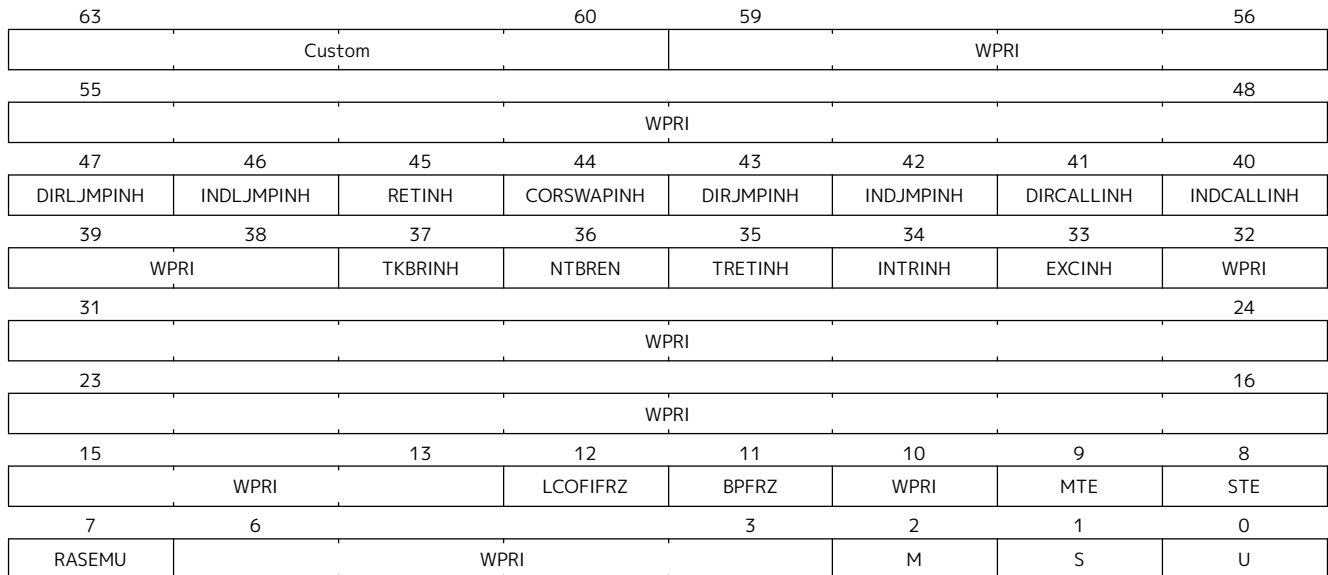 63 60 59 56
Custom WPRI
55 48
WPRI
47 46 45 44 43 42 41 40
DIRLJMPINH INDLJMPINH RETINH CORSWAPINH DIRJMPINH INDJMPINH DIRCALLINH INDCALLINH
39 38 37 36 35 34 33 32
WPRI TKBRINH NTBREN TRETINH INTRINH EXCINH WPRI
31 24
WPRI
23 16
WPRI
15 13 12 11 10 9 8
WPRI LCOFIFRZ BPFRZ WPRI MTE STE
7 6 3 2 1 0
RASEMU WPRI M S U